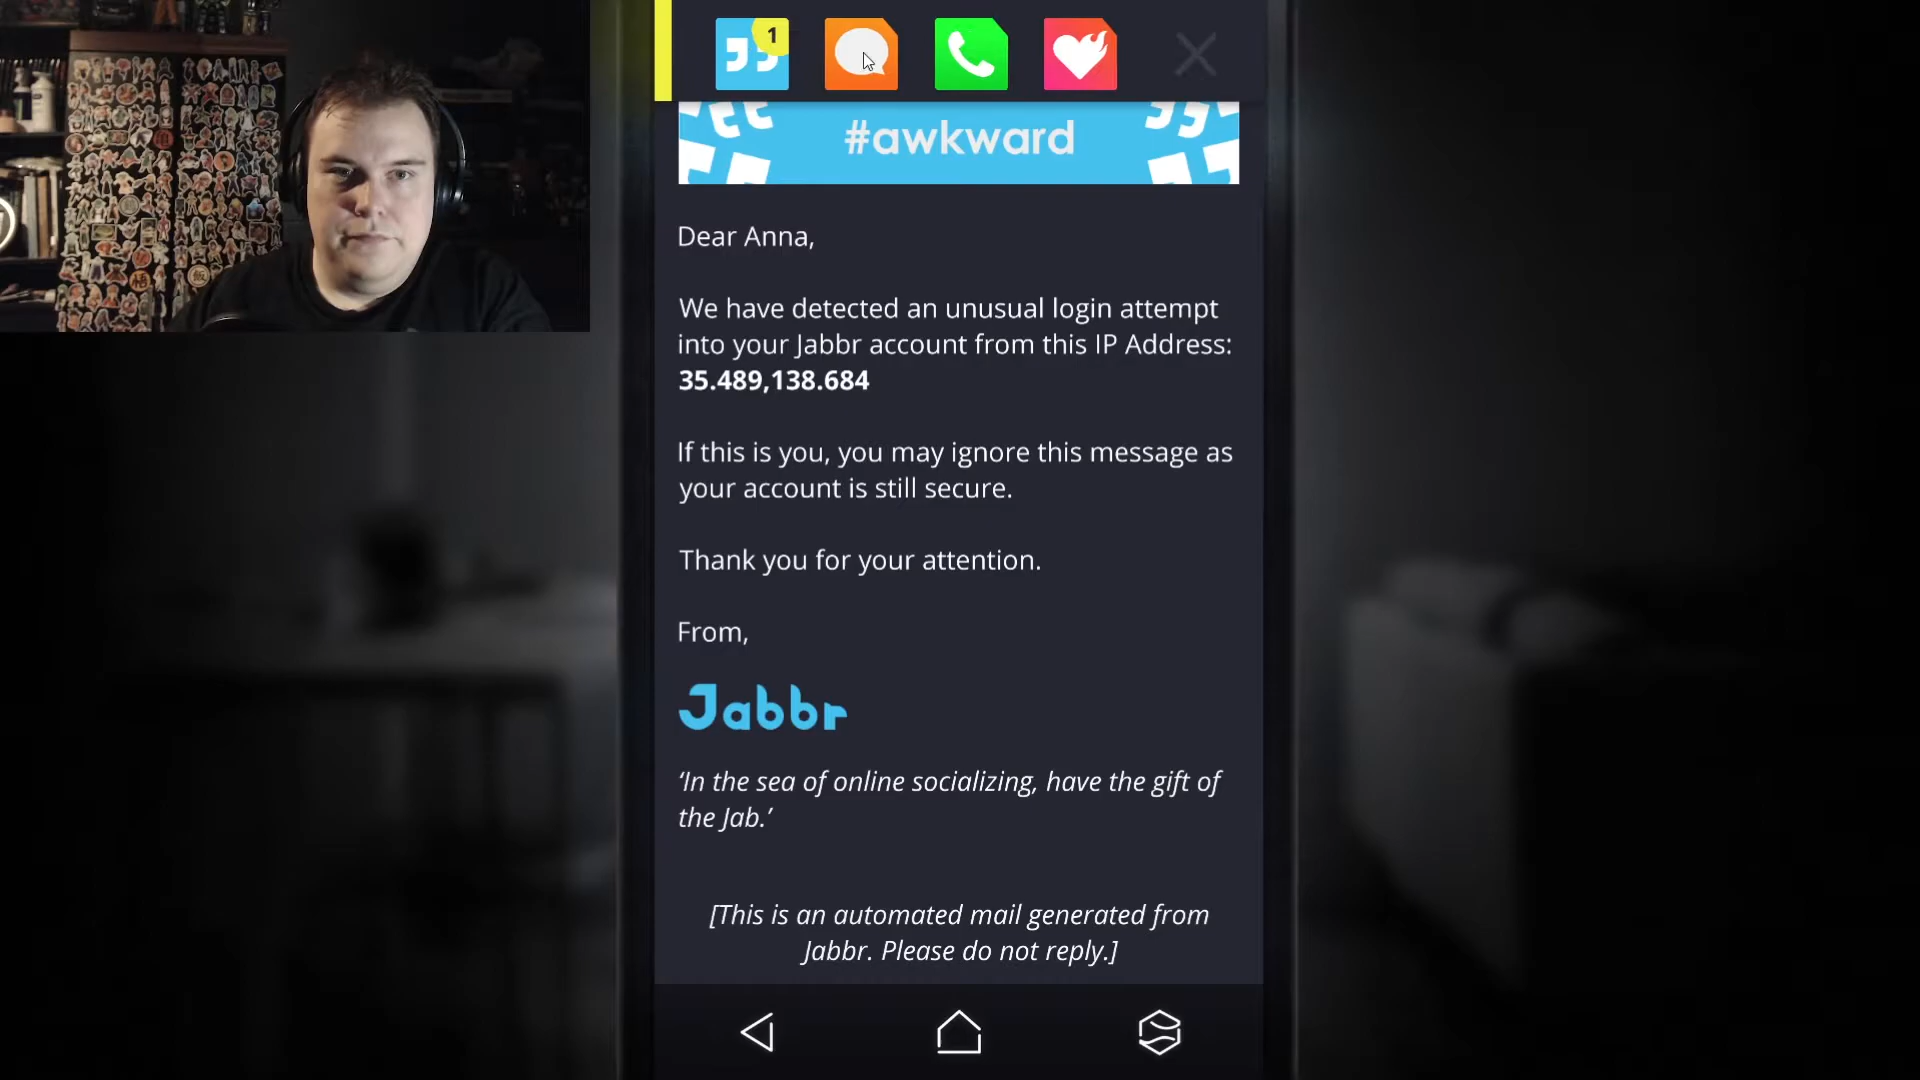 1
#awkward
Dear Anna,
We have detected an unusual login attempt
into your Jabbr account from this IP Address:
35.489,138.684
If this is you, you may ignore this message as
your account is still secure.
Thank you for your attention.
From,
Jabbr
‘In the sea of online socializing, have the gift of
the Jab.’
[This is an automated mail generated from
Jabbr. Please do not reply.]